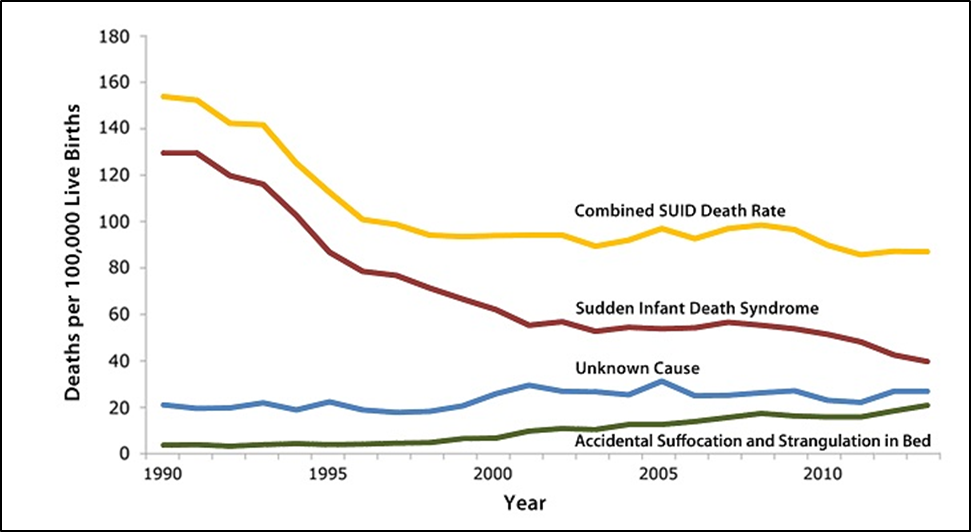 180
160
140
120
100
80
60
40
20
0
Deaths per 100,000 Live Births
Combined SUID Death Rate
Sudden Infant Death Syndrome
Unknown Cause
Accidental Suffocation and Strangulation in Bed
1990 1995 2000 2005 2010
Year